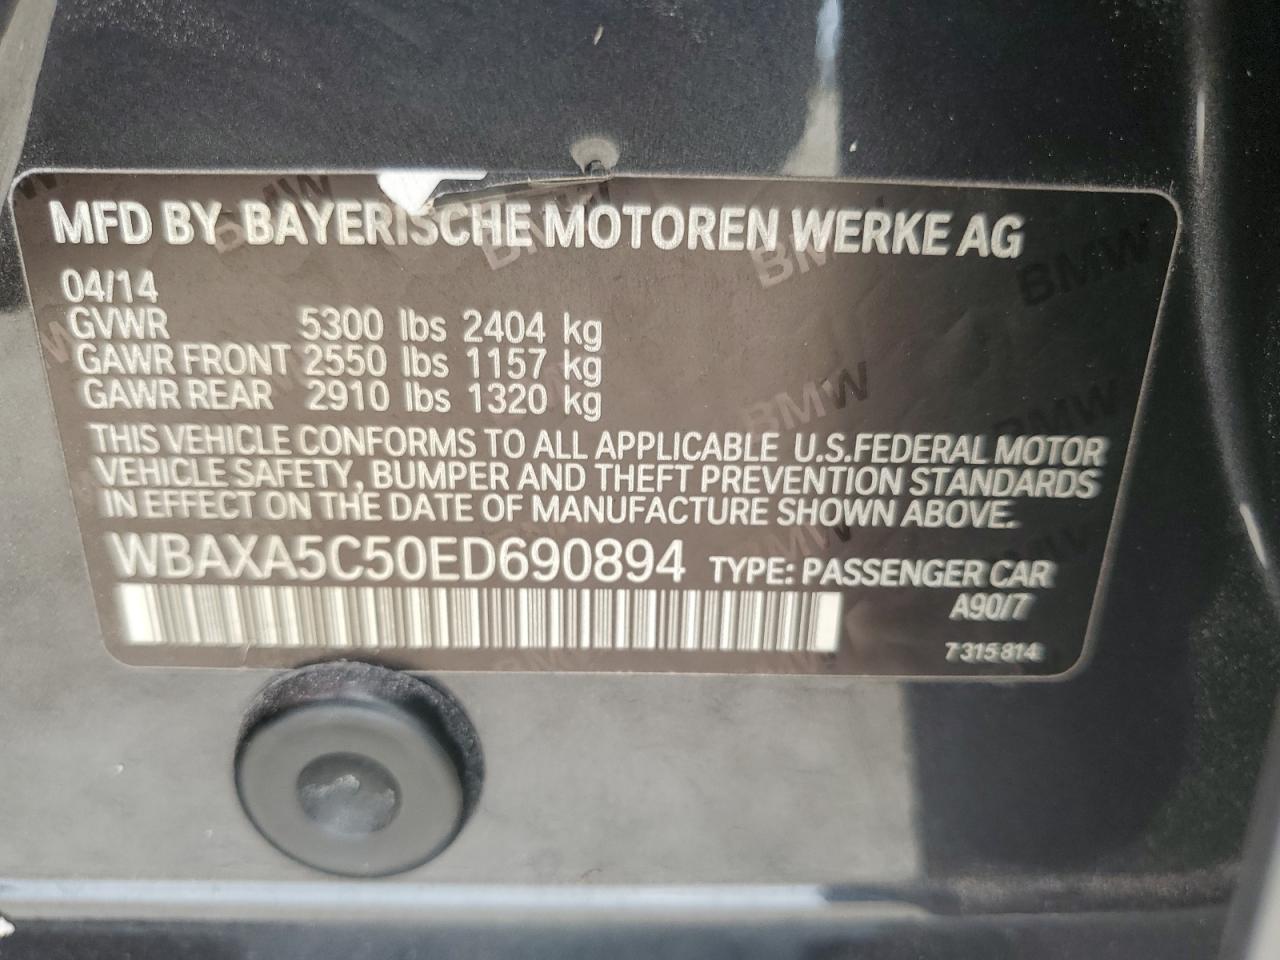 MFD BY BAYERISCHE MOTOREN WERKE AG
04/14
GVWR 5300 lbs 2404 kg
GAWR FRONT 2550 lbs 1157 kg
GAWR REAR 2910 lbs 1320 kg
THIS VEHICLE CONFORMS TO ALL APPLICABLE U.S.FEDERAL MOTOR
VEHICLE SAFETY, BUMPER AND THEFT PREVENTION STANDARDS
IN EFFECT ON THE DATE OF MANUFACTURE SHOWN ABOVE.
WBAXA5C50ED690894 TYPE: PASSENGER CAR
A90/7
7 315 814